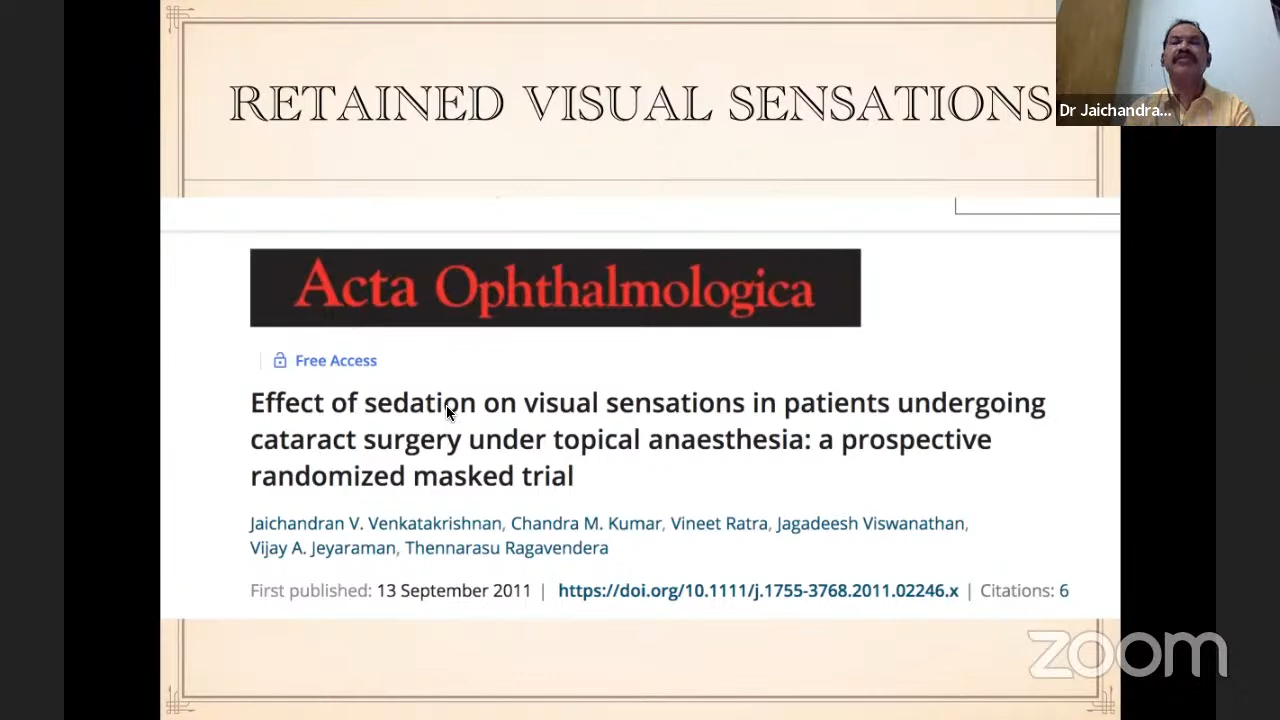 RETAINED VISUAL SENSATIONS
Dr Jaichandra...
Acta Ophthalmologica
Free Access
Effect of sedation on visual sensations in patients undergoing
cataract surgery under topical anaesthesia: a prospective
randomized masked trial
Jaichandran V. Venkatakrishnan, Chandra M. Kumar, Vineet Ratra, Jagadeesh Viswanathan,
Vijay A. Jeyaraman, Thennarasu Ragavendera
First published: 13 September 2011 | https://doi.org/10.1111/j.1755-3768.2011.02246.x | Citations: 6
zoom